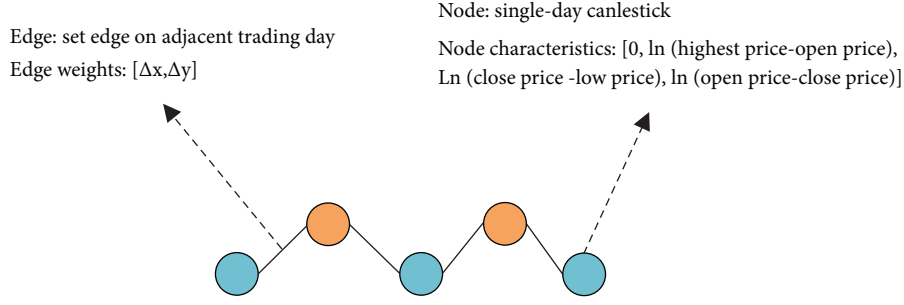 Edge: set edge on adjacent trading day
Edge weights: [Δx,Δy]
Node: single-day canlestick
Node characteristics: [0, ln (highest price-open price),
Ln (close price -low price), ln (open price-close price)]